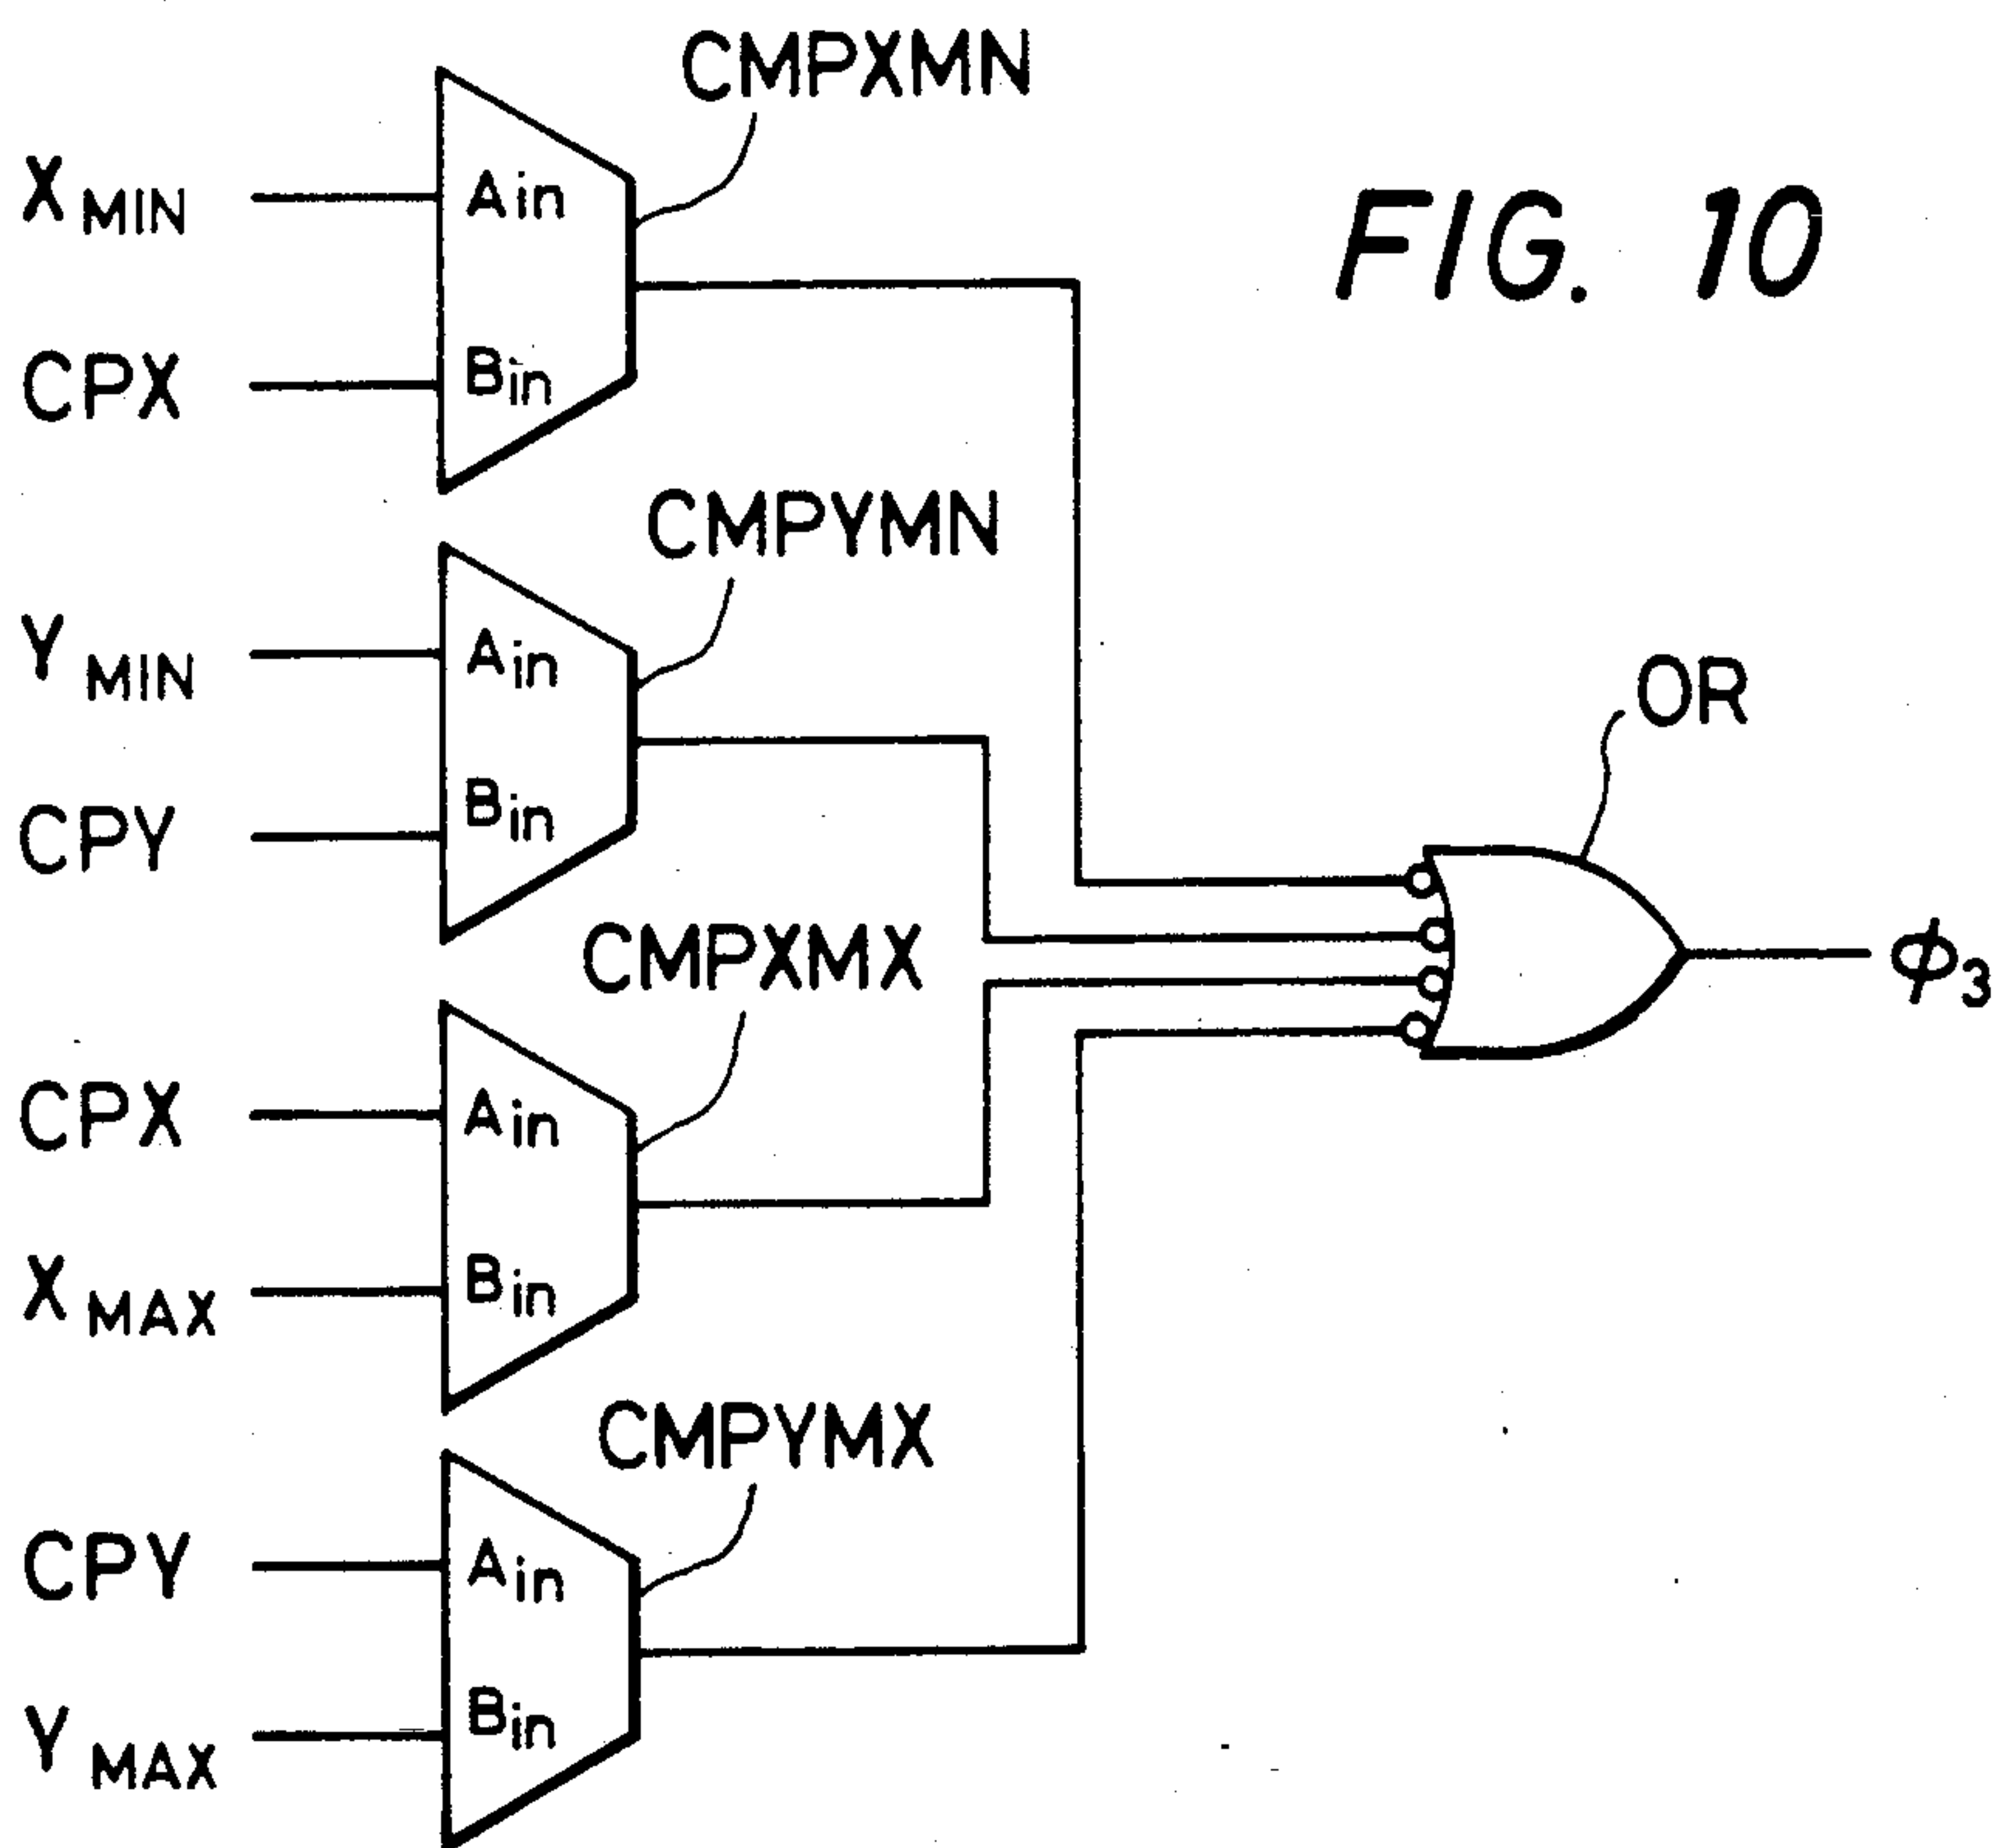 CMPXMN
X MIN
Ain
FIG. 10
CPX
Bin
CMPYMN
Y MIN
Ain
OR
CPY
Bin
CMPXMX
ϕ3
CPX
Ain
X MAX
Bin
CMPYMX
CPY
Ain
Y MAX
Bin